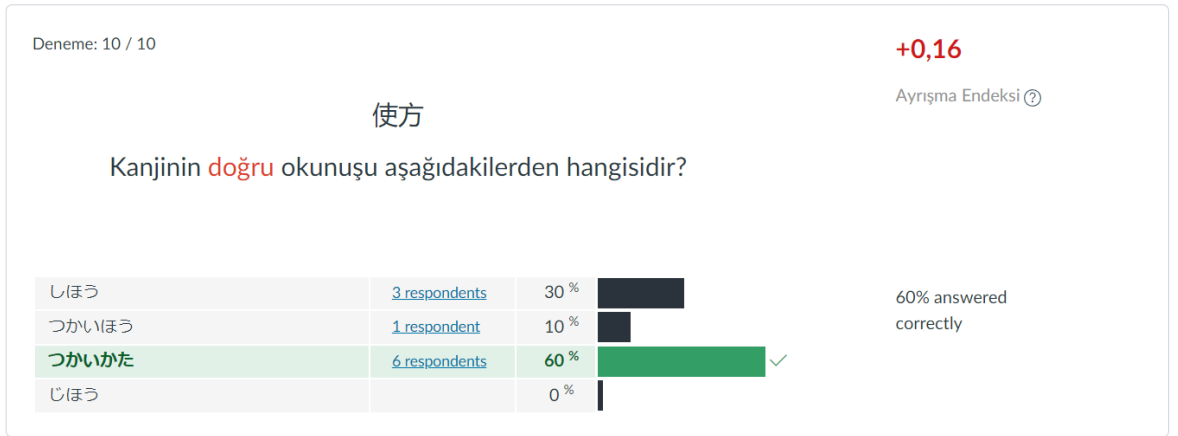 Deneme: 10 / 10
+0,16
Ayrışma Endeksi ?
使方
Kanjinin doğru okunuşu aşağıdakilerden hangisidir?
しほう 3 respondents 30 %
つかいほう 1 respondent 10 %
つかいかた 6 respondents 60 %
じほう 0 %
60% answered
correctly